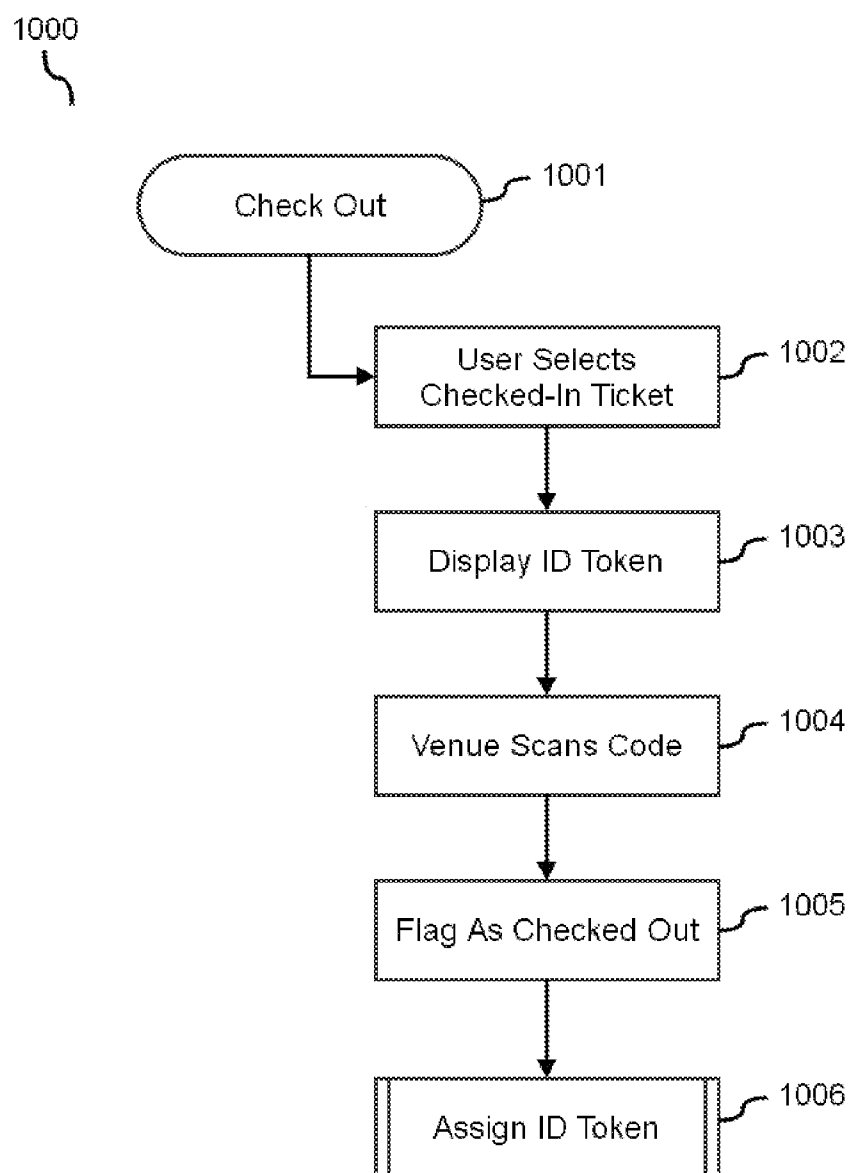 1000
Check Out
1001
User Selects
Checked-In Ticket
1002
Display ID Token
1003
Venue Scans Code
1004
Flag As Checked Out
1005
Assign ID Token
1006